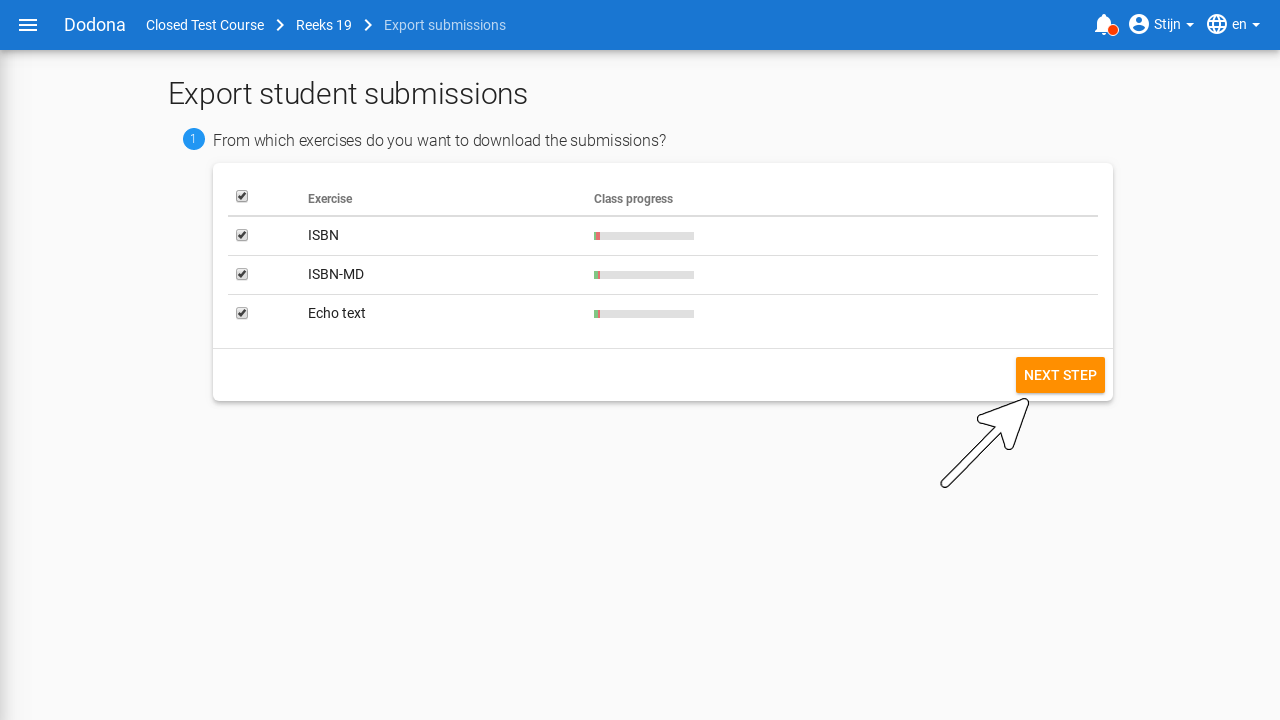 Dodona Closed Test Course Reeks 19 Export submissions Stijn en
Export student submissions
1 From which exercises do you want to download the submissions?
Exercise Class progress
ISBN
ISBN-MD
Echo text
NEXT STEP